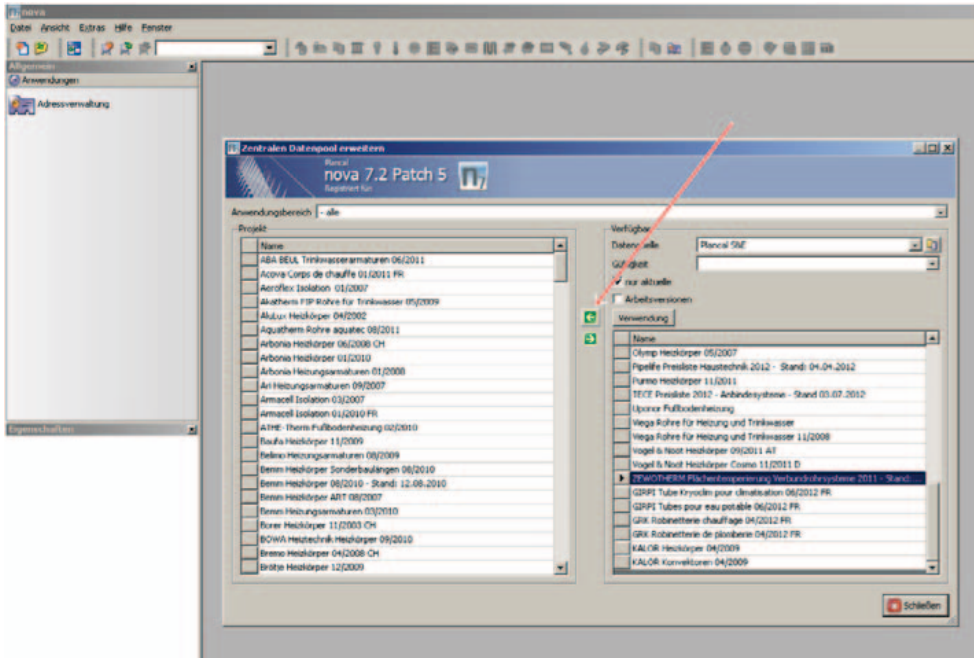 nova
Datei Ansicht Extras Hilfe Fenster
Allgemein
Anwendungen
Adressverwaltung
Eigenschaften
Zentralen Datenpool erweitern
Plancal
nova 7.2 Patch 5
Registriert für:
Anwendungsbereich - alle
Projekt
Name
ABA BEUL Trinkwasserarmaturen 06/2011
Acova Corps de chauffe 01/2011 FR
Aeroflex Isolation 01/2007
Akatherm FIP Rohre für Trinkwasser 05/2009
AluLux Heizkörper 04/2002
Aquatherm Rohre aquatec 08/2011
Arbonia Heizkörper 06/2008 CH
Arbonia Heizkörper 01/2010
Arbonia Heizungsarmaturen 01/2008
Ari Heizungsarmaturen 09/2007
Armacell Isolation 03/2007
Armacell Isolation 01/2010 FR
ATHE-Therm Fußbodenheizung 02/2010
Baufa Heizkörper 11/2009
Belimo Heizungsarmaturen 08/2009
Bemm Heizkörper Sonderbaulängen 08/2010
Bemm Heizkörper 08/2010 - Stand: 12.08.2010
Bemm Heizkörper ART 08/2007
Bemm Heizungsarmaturen 03/2010
Borer Heizkörper 11/2003 CH
BOWA Heiztechnik Heizkörper 09/2010
Bremo Heizkörper 04/2008 CH
Brötje Heizkörper 12/2009
Verfügbar
Datenquelle Plancal S&E
Gültigkeit
nur aktuelle
Arbeitsversionen
Verwendung
Name
Olymp Heizkörper 05/2007
Pipelife Preisliste Haustechnik 2012 - Stand: 04.04.2012
Purmo Heizkörper 11/2011
TECE Preisliste 2012 - Anbindesysteme - Stand 03.07.2012
Uponor Fußbodenheizung
Viega Rohre für Heizung und Trinkwasser
Viega Rohre für Heizung und Trinkwasser 11/2008
Vogel & Noot Heizkörper 09/2011 AT
Vogel & Noot Heizkörper Cosmo 11/2011 D
ZEWOTHERM Flächentemperierung Verbundrohrsysteme 2011 - Stand: ...
GIRPI Tube Kryoclim pour climatisation 06/2012 FR
GIRPI Tubes pour eau potable 06/2012 FR
GRK Robinetterie chauffage 04/2012 FR
GRK Robinetterie de plomberie 04/2012 FR
KALOR Heizkörper 04/2009
KALOR Konvektoren 04/2009
Schließen